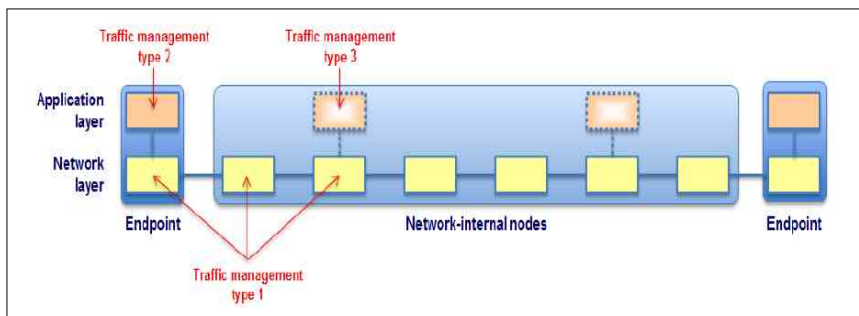 Traffic management
type 2
Traffic management
type 3
Application
layer
Network
layer
Endpoint
Network-internal nodes
Endpoint
Traffic management
type 1